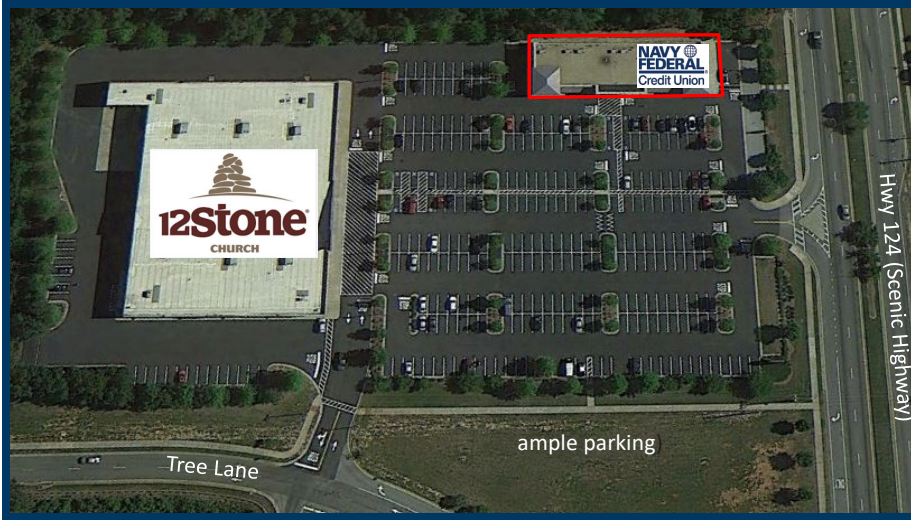 NAVY
FEDERAL
Credit Union
12Stone
CHURCH
Hwy 124 (Scenic Highway)
ample parking
Tree Lane